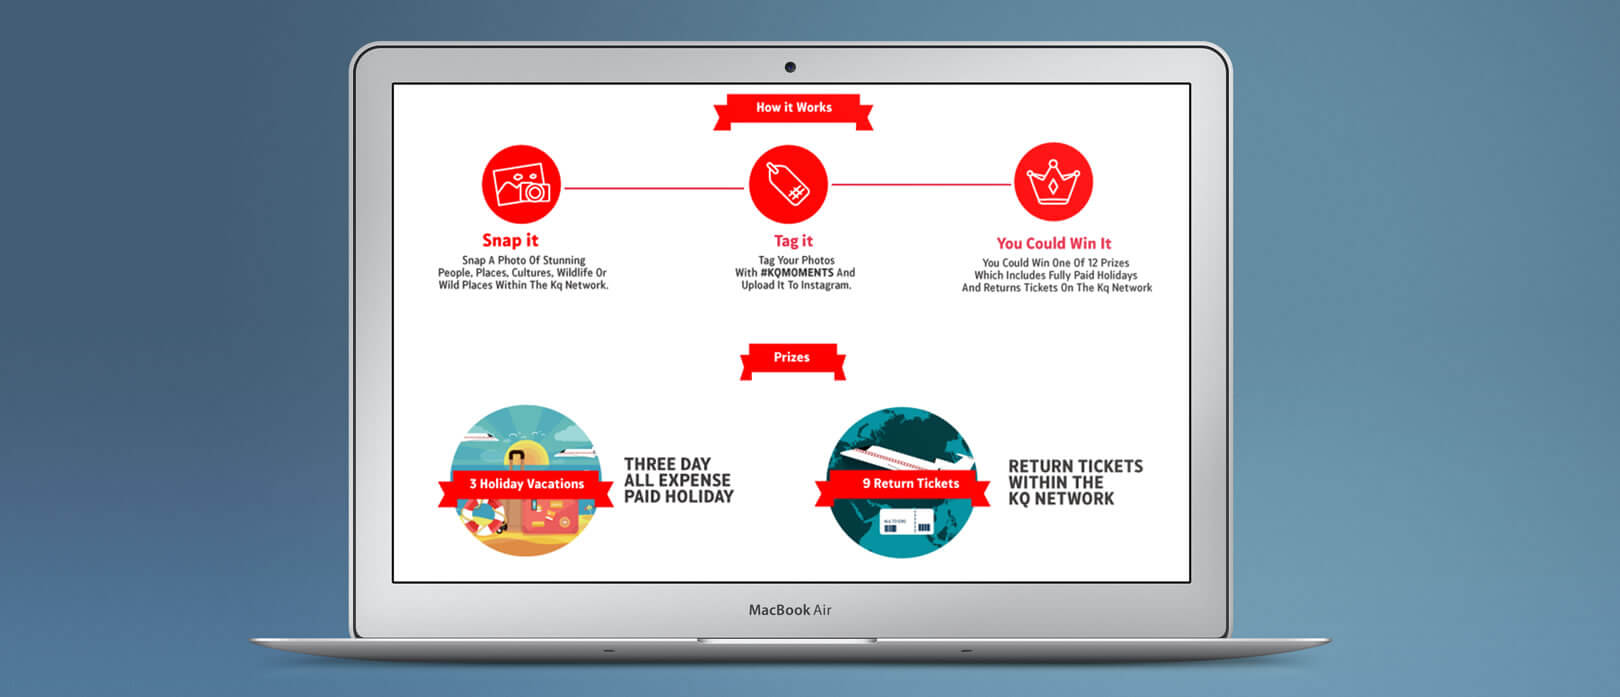 How it Works
Snap it
Snap A Photo Of Stunning
People, Places, Cultures, Wildlife Or
Wild Places Within The Kq Network.
Tag it
Tag Your Photos
With #KQMOMENTS And
Upload It To Instagram.
You Could Win It
You Could Win One Of 12 Prizes
Which Includes Fully Paid Holidays
And Returns Tickets On The Kq Network
Prizes
3 Holiday Vacations
THREE DAY
ALL EXPENSE
PAID HOLIDAY
9 Return Tickets
RETURN TICKETS
WITHIN THE
KQ NETWORK
MacBook Air